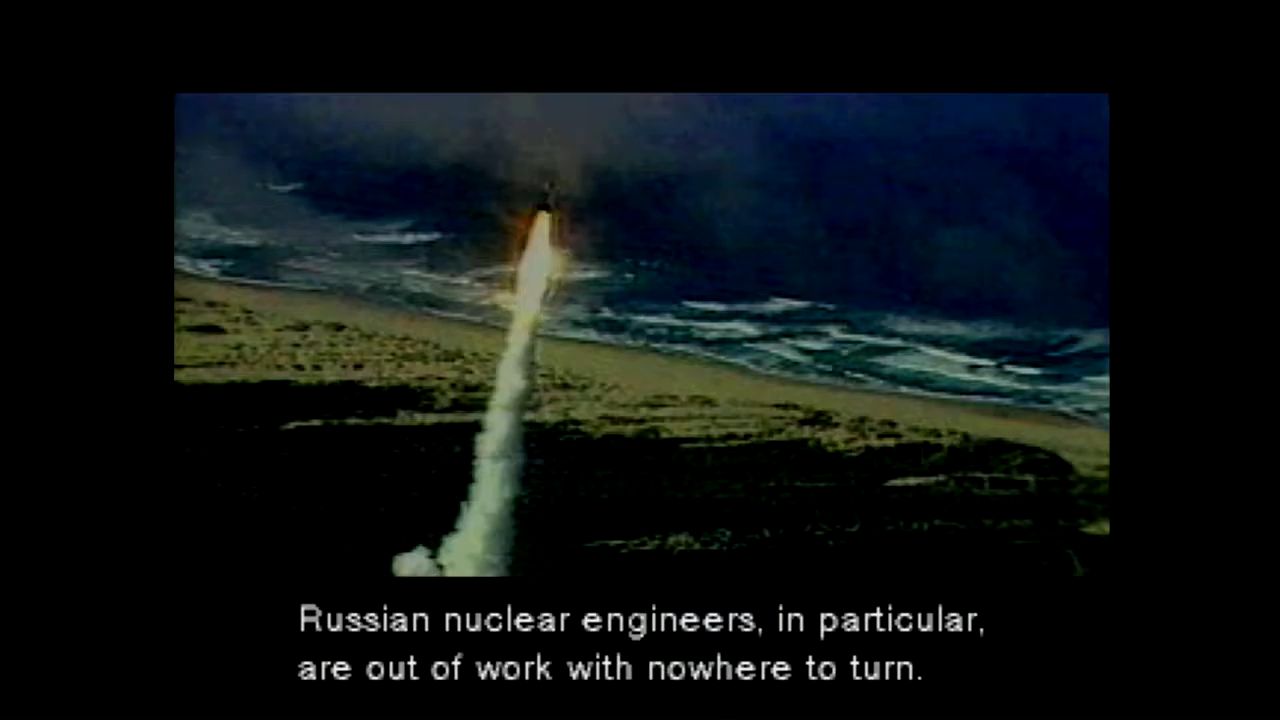 Russian nuclear engineers, in particular,
are out of work with nowhere to turn.